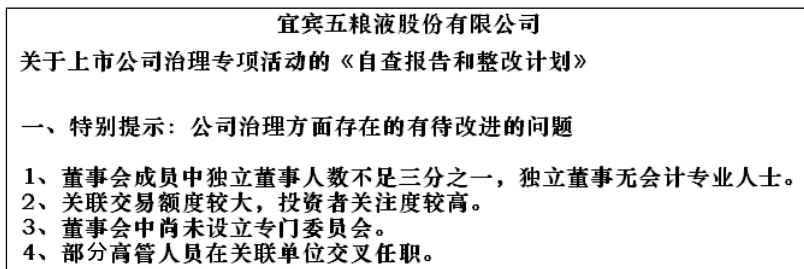 宜宾五粮液股份有限公司
关于上市公司治理专项活动的《自查报告和整改计划》
一、特别提示：公司治理方面存在的有待改进的问题
1、董事会成员中独立董事人数不足三分之一，独立董事无会计专业人士。
2、关联交易额度较大，投资者关注度较高。
3、董事会中尚未设立专门委员会。
4、部分高管人员在关联单位交叉任职。